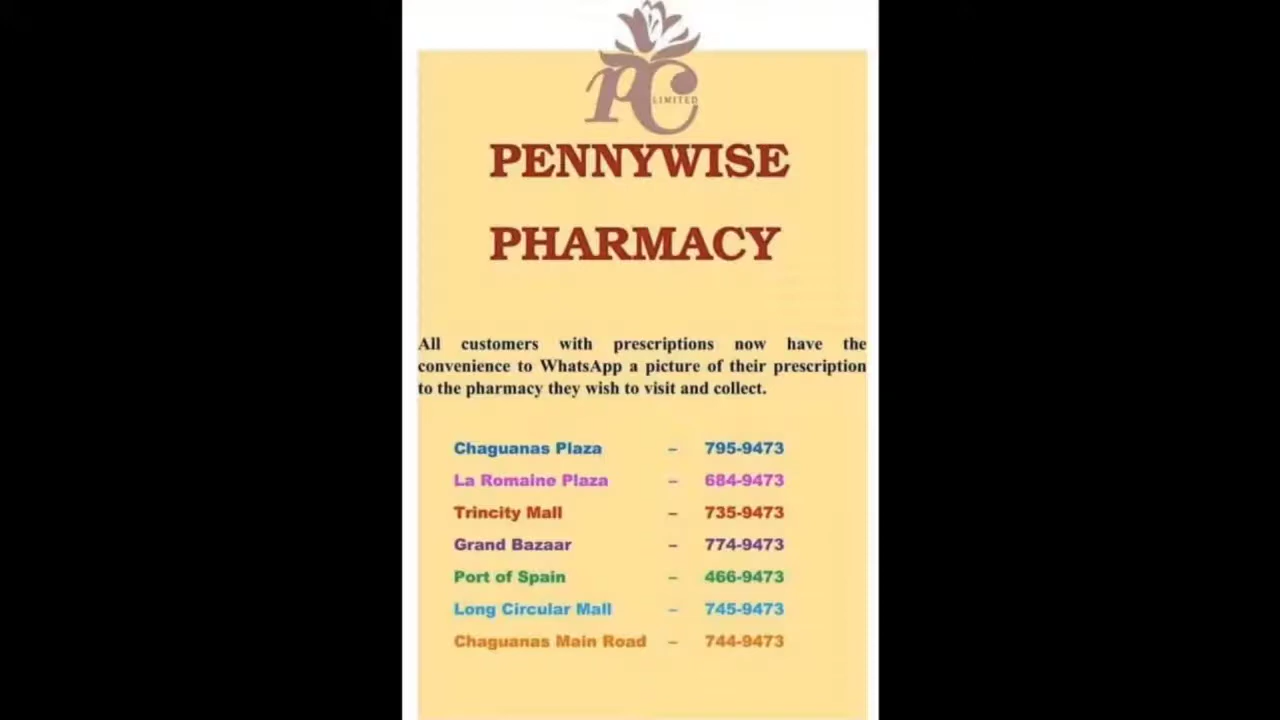 PC
LIMITED
PENNYWISE
PHARMACY
All customers with prescriptions now have the
convenience to WhatsApp a picture of their prescription
to the pharmacy they wish to visit and collect.
Chaguanas Plaza – 795-9473
La Romaine Plaza – 684-9473
Trincity Mall – 735-9473
Grand Bazaar – 774-9473
Port of Spain – 466-9473
Long Circular Mall – 745-9473
Chaguanas Main Road – 744-9473